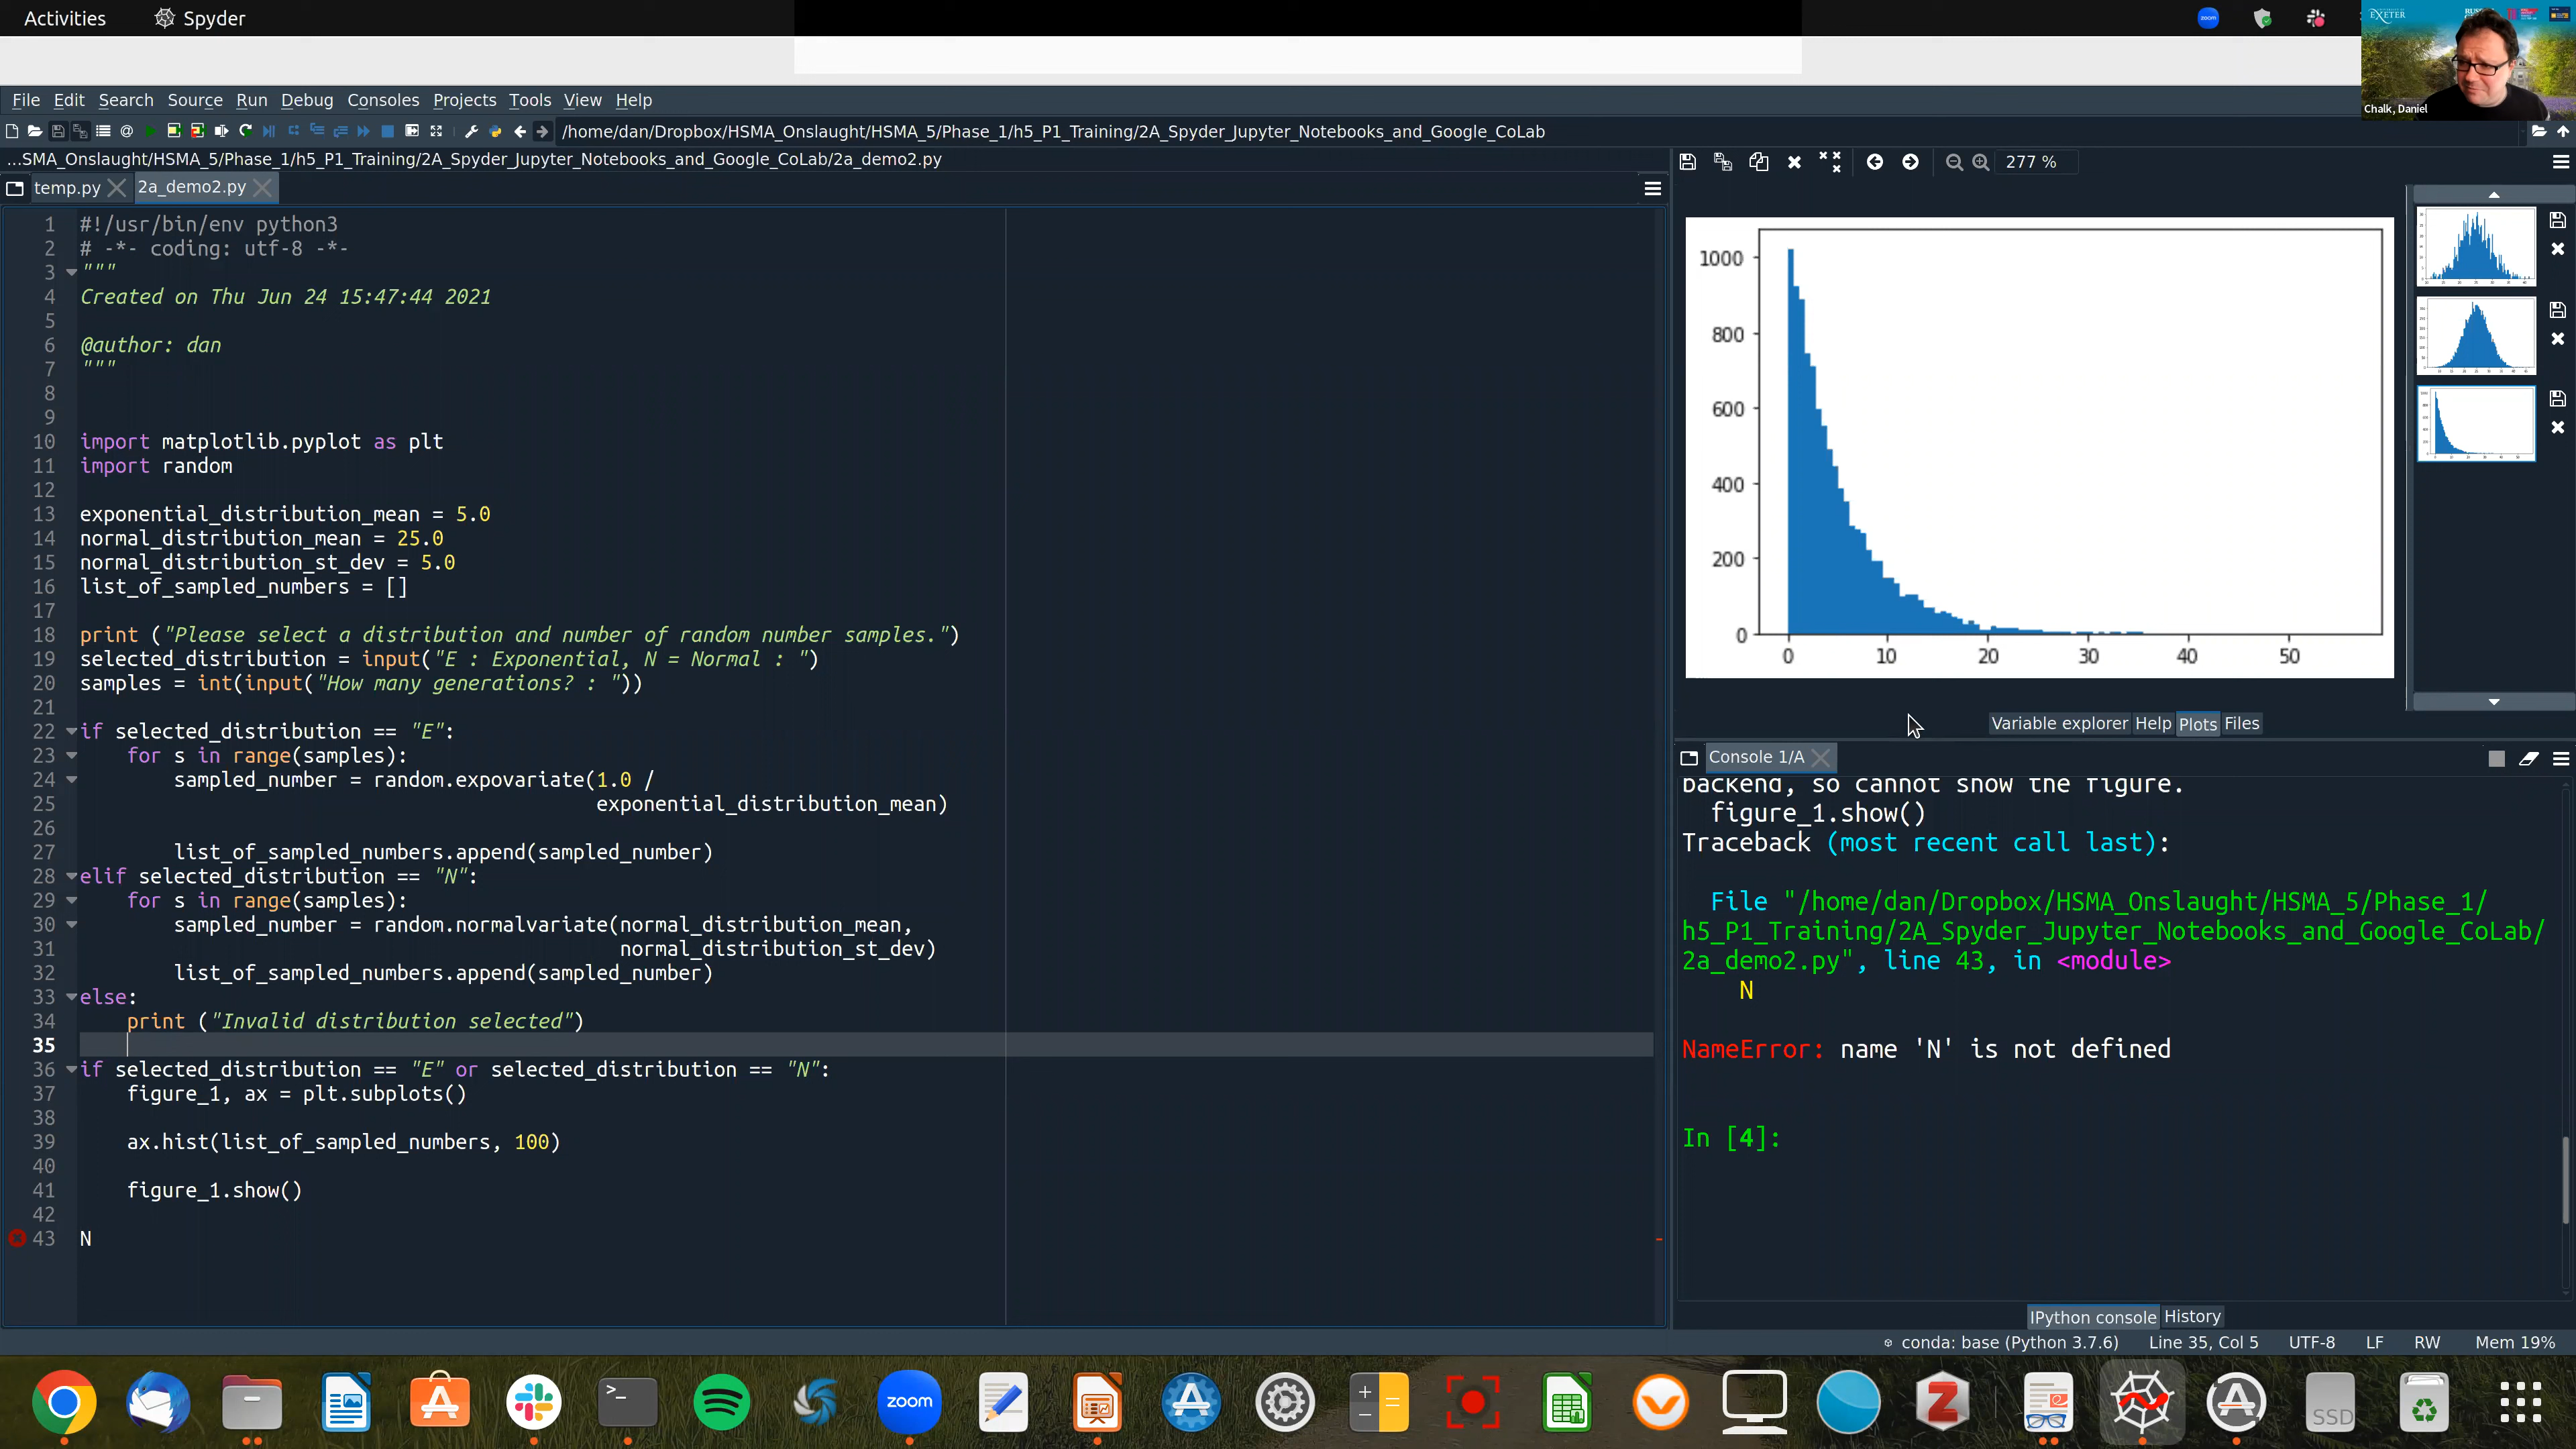 Activities Spyder
zoom
EXETER
Chalk, Daniel
File Edit Search Source Run Debug Consoles Projects Tools View Help
/home/dan/Dropbox/HSMA_Onslaught/HSMA_5/Phase_1/h5_P1_Training/2A_Spyder_Jupyter_Notebooks_and_Google_CoLab
...SMA_Onslaught/HSMA_5/Phase_1/h5_P1_Training/2A_Spyder_Jupyter_Notebooks_and_Google_CoLab/2a_demo2.py
temp.py 2a_demo2.py
1 #!/usr/bin/env python3
2 # -*- coding: utf-8 -*-
3 """
4 Created on Thu Jun 24 15:47:44 2021
5
6 @author: dan
7 """
8
9
10 import matplotlib.pyplot as plt
11 import random
12
13 exponential_distribution_mean = 5.0
14 normal_distribution_mean = 25.0
15 normal_distribution_st_dev = 5.0
16 list_of_sampled_numbers = []
17
18 print ("Please select a distribution and number of random number samples.")
19 selected_distribution = input("E : Exponential, N = Normal : ")
20 samples = int(input("How many generations? : "))
21
22 if selected_distribution == "E":
23     for s in range(samples):
24         sampled_number = random.expovariate(1.0 /
25                                             exponential_distribution_mean)
26
27         list_of_sampled_numbers.append(sampled_number)
28 elif selected_distribution == "N":
29     for s in range(samples):
30         sampled_number = random.normalvariate(normal_distribution_mean,
31                                               normal_distribution_st_dev)
32         list_of_sampled_numbers.append(sampled_number)
33 else:
34     print ("Invalid distribution selected")
35
36 if selected_distribution == "E" or selected_distribution == "N":
37     figure_1, ax = plt.subplots()
38
39     ax.hist(list_of_sampled_numbers, 100)
40
41     figure_1.show()
42
43 N
277 %
1000
800
600
400
200
0
0 10 20 30 40 50
Variable explorer Help Plots Files
Console 1/A
backend, so cannot show the figure.
figure_1.show()
Traceback (most recent call last):
File "/home/dan/Dropbox/HSMA_Onslaught/HSMA_5/Phase_1/
h5_P1_Training/2A_Spyder_Jupyter_Notebooks_and_Google_CoLab/
2a_demo2.py", line 43, in <module>
N
NameError: name 'N' is not defined
In [4]:
IPython console History
conda: base (Python 3.7.6) Line 35, Col 5 UTF-8 LF RW Mem 19%
zoom
SSD